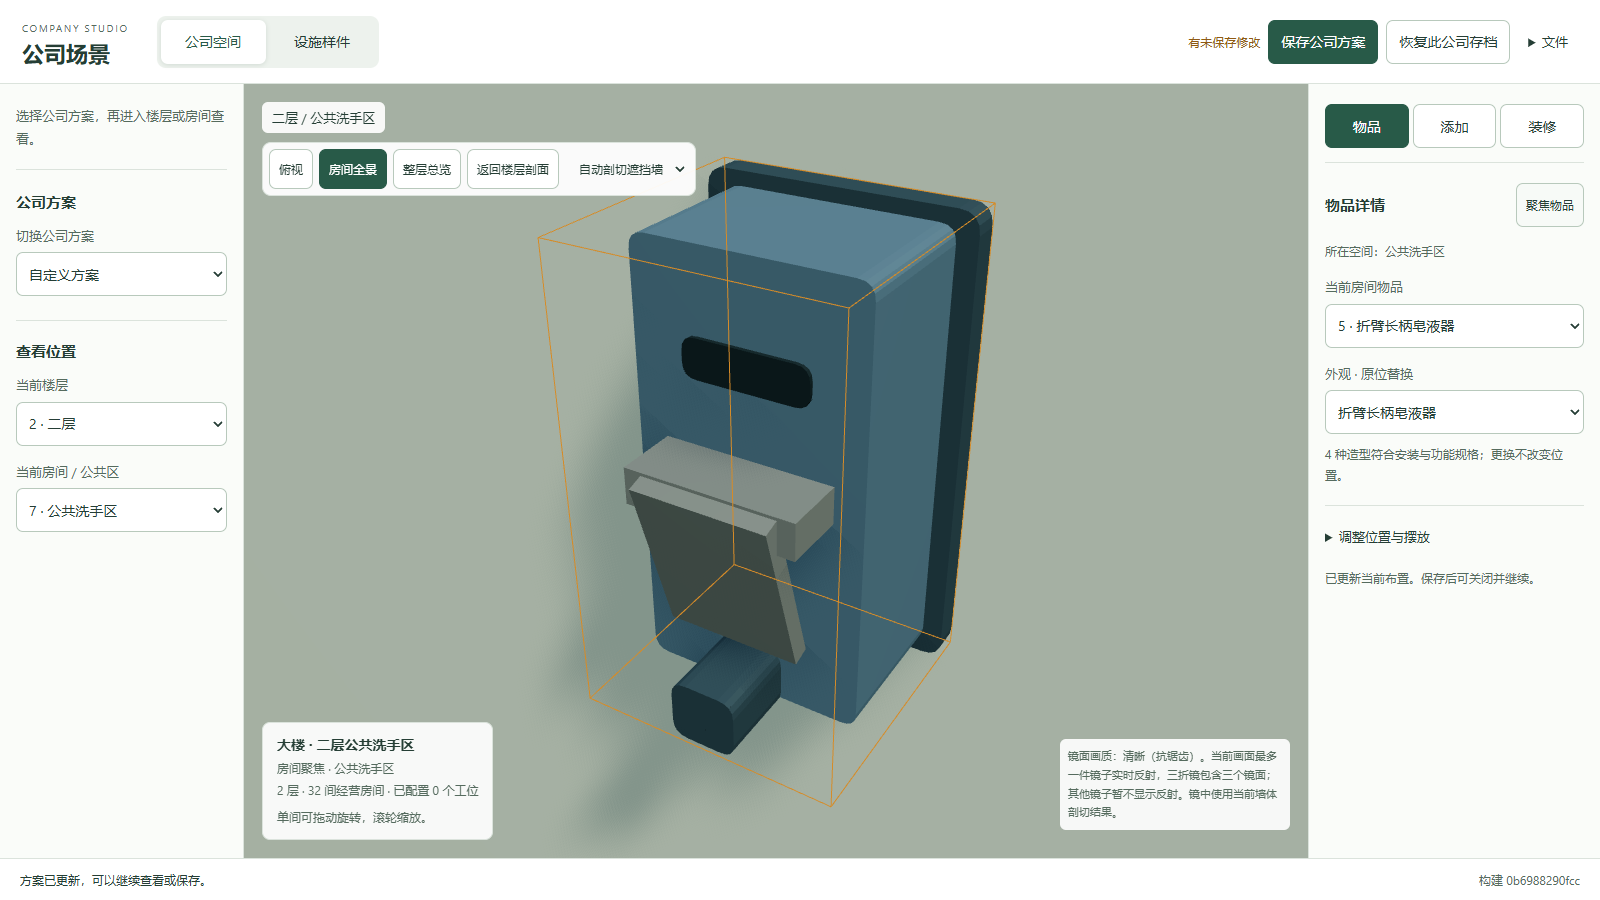 COMPANY STUDIO
公司场景
公司空间
设施样件
有未保存修改
保存公司方案
恢复此公司存档
▶ 文件
选择公司方案，再进入楼层或房间查看。
公司方案
切换公司方案
自定义方案
查看位置
当前楼层
2 · 二层
当前房间 / 公共区
7 · 公共洗手区
二层 / 公共洗手区
俯视
房间全景
整层总览
返回楼层剖面
自动剖切遮挡墙
大楼 · 二层公共洗手区
房间聚焦 · 公共洗手区
2 层 · 32 间经营房间 · 已配置 0 个工位
单间可拖动旋转，滚轮缩放。
镜面画质：清晰（抗锯齿）。当前画面最多
一件镜子实时反射，三折镜包含三个镜面；
其他镜子暂不显示反射。镜中使用当前墙体
剖切结果。
物品
添加
装修
物品详情
聚焦物品
所在空间：公共洗手区
当前房间物品
5 · 折臂长柄皂液器
外观 · 原位替换
折臂长柄皂液器
4 种造型符合安装与功能规格；更换不改变位
置。
▶ 调整位置与摆放
已更新当前布置。保存后可关闭并继续。
方案已更新，可以继续查看或保存。
构建 0b6988290fcc